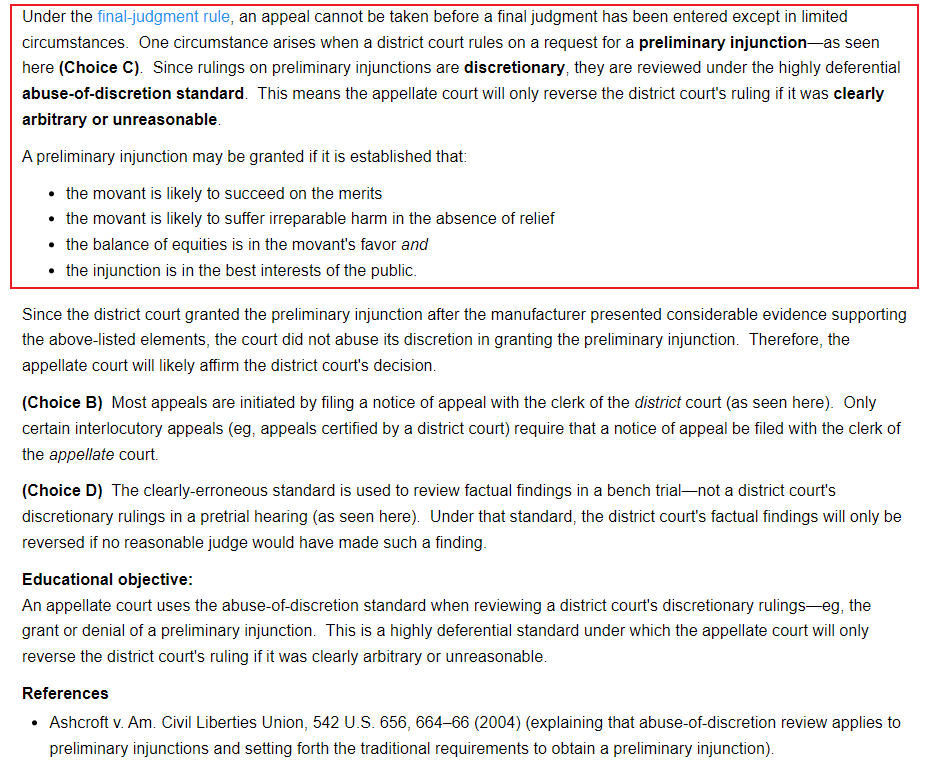 Under the final-judgment rule, an appeal cannot be taken before a final judgment has been entered except in limited
circumstances. One circumstance arises when a district court rules on a request for a preliminary injunction—as seen
here (Choice C). Since rulings on preliminary injunctions are discretionary, they are reviewed under the highly deferential
abuse-of-discretion standard. This means the appellate court will only reverse the district court's ruling if it was clearly
arbitrary or unreasonable.
A preliminary injunction may be granted if it is established that:
• the movant is likely to succeed on the merits
• the movant is likely to suffer irreparable harm in the absence of relief
• the balance of equities is in the movant's favor and
• the injunction is in the best interests of the public.
Since the district court granted the preliminary injunction after the manufacturer presented considerable evidence supporting
the above-listed elements, the court did not abuse its discretion in granting the preliminary injunction. Therefore, the
appellate court will likely affirm the district court's decision.
(Choice B) Most appeals are initiated by filing a notice of appeal with the clerk of the district court (as seen here). Only
certain interlocutory appeals (eg, appeals certified by a district court) require that a notice of appeal be filed with the clerk of
the appellate court.
(Choice D) The clearly-erroneous standard is used to review factual findings in a bench trial—not a district court's
discretionary rulings in a pretrial hearing (as seen here). Under that standard, the district court's factual findings will only be
reversed if no reasonable judge would have made such a finding.
Educational objective:
An appellate court uses the abuse-of-discretion standard when reviewing a district court's discretionary rulings—eg, the
grant or denial of a preliminary injunction. This is a highly deferential standard under which the appellate court will only
reverse the district court's ruling if it was clearly arbitrary or unreasonable.
References
• Ashcroft v. Am. Civil Liberties Union, 542 U.S. 656, 664–66 (2004) (explaining that abuse-of-discretion review applies to
preliminary injunctions and setting forth the traditional requirements to obtain a preliminary injunction).